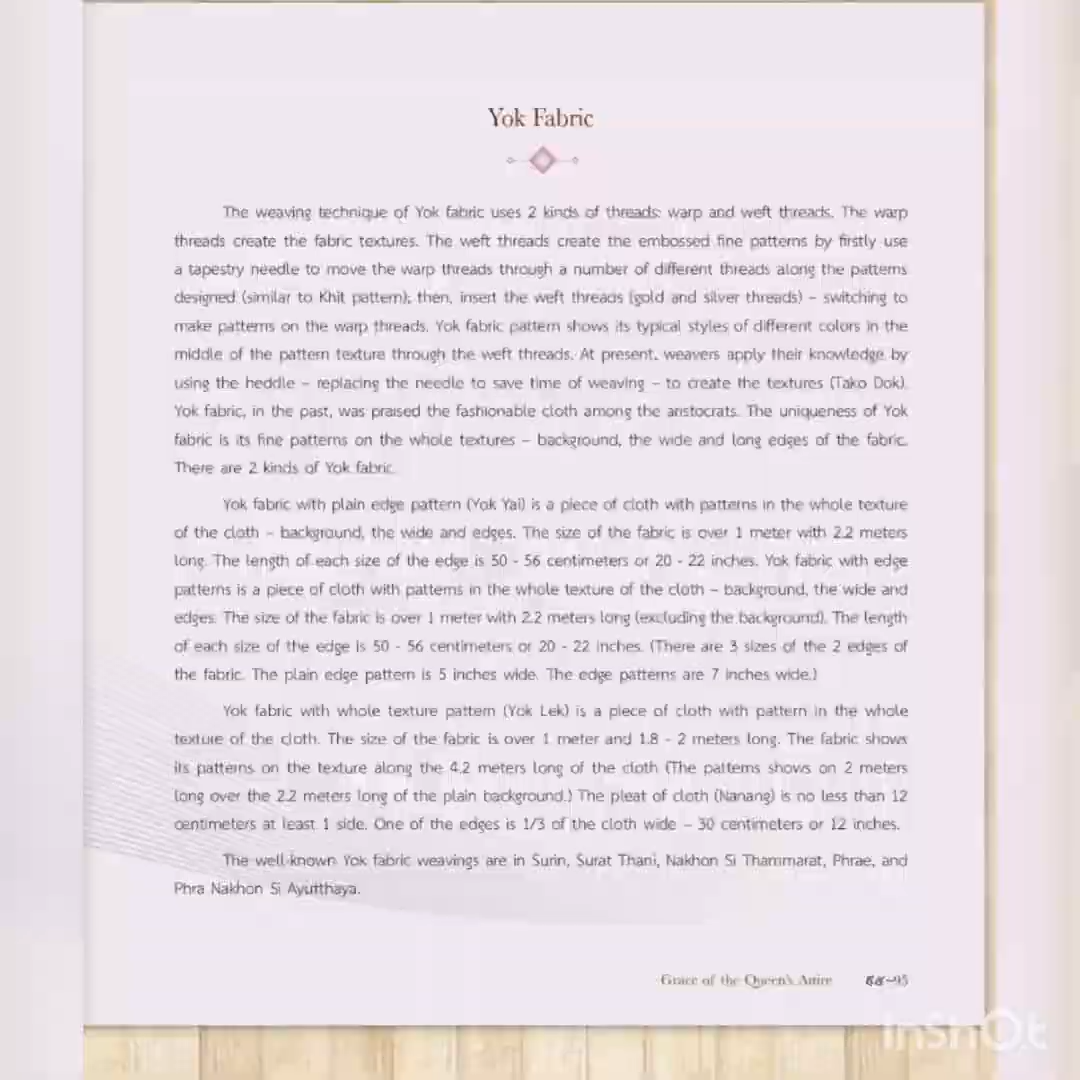 Yok Fabric
The weaving technique of Yok fabric uses 2 kinds of threads: warp and weft threads. The warp
threads create the fabric textures. The weft threads create the embossed fine patterns by firstly use
a tapestry needle to move the warp threads through a number of different threads along the patterns
designed (similar to Khit pattern); then, insert the weft threads (gold and silver threads) – switching to
make patterns on the warp threads. Yok fabric pattern shows its typical styles of different colors in the
middle of the pattern texture through the weft threads. At present, weavers apply their knowledge by
using the heddle – replacing the needle to save time of weaving – to create the textures (Tako Dok).
Yok fabric, in the past, was praised the fashionable cloth among the aristocrats. The uniqueness of Yok
fabric is its fine patterns on the whole textures – background, the wide and long edges of the fabric.
There are 2 kinds of Yok fabric.
Yok fabric with plain edge pattern (Yok Yai) is a piece of cloth with patterns in the whole texture
of the cloth – background, the wide and edges. The size of the fabric is over 1 meter with 2.2 meters
long. The length of each size of the edge is 50 - 56 centimeters or 20 - 22 inches. Yok fabric with edge
patterns is a piece of cloth with patterns in the whole texture of the cloth – background, the wide and
edges. The size of the fabric is over 1 meter with 2.2 meters long (excluding the background). The length
of each size of the edge is 50 - 56 centimeters or 20 - 22 inches. (There are 3 sizes of the 2 edges of
the fabric. The plain edge pattern is 5 inches wide. The edge patterns are 7 inches wide.)
Yok fabric with whole texture pattern (Yok Lek) is a piece of cloth with pattern in the whole
texture of the cloth. The size of the fabric is over 1 meter and 1.8 - 2 meters long. The fabric shows
its patterns on the texture along the 4.2 meters long of the cloth (The patterns shows on 2 meters
long over the 2.2 meters long of the plain background.) The pleat of cloth (Nanang) is no less than 12
centimeters at least 1 side. One of the edges is 1/3 of the cloth wide – 30 centimeters or 12 inches.
The well-known Yok fabric weavings are in Surin, Surat Thani, Nakhon Si Thammarat, Phrae, and
Phra Nakhon Si Ayutthaya.
Grace of the Queen's Attire 95
InShOt